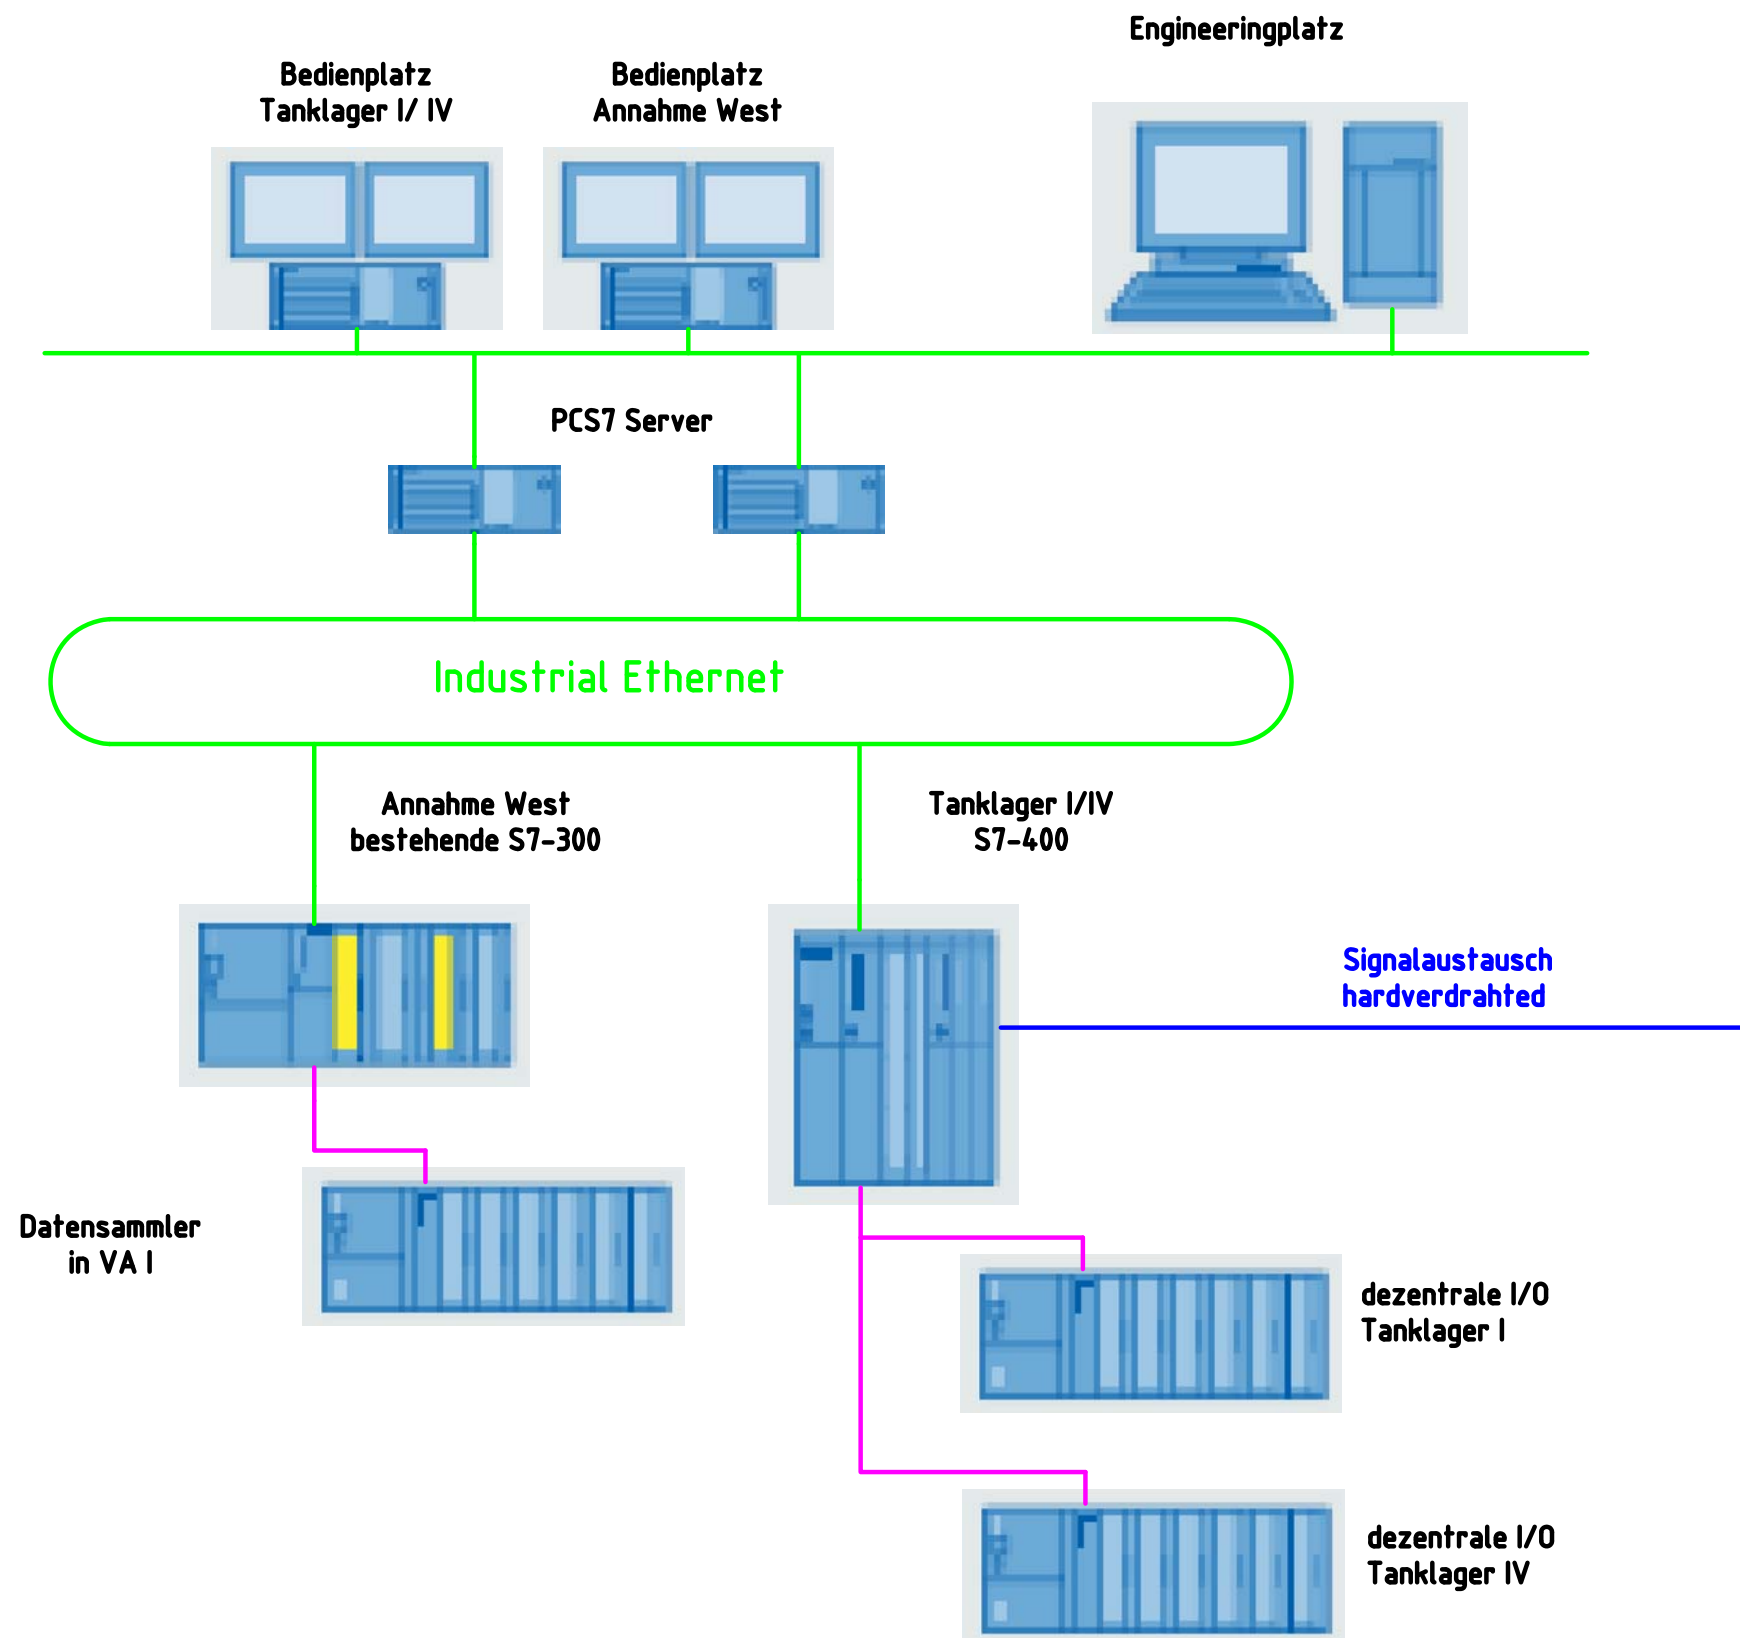 Engineeringplatz
Bedienplatz
Tanklager I/ IV
Bedienplatz
Annahme West
PCS7 Server
Industrial Ethernet
Annahme West
bestehende S7-300
Tanklager I/IV
S7-400
Signalaustausch
hardverdrahted
Datensammler
in VA I
dezentrale I/O
Tanklager I
dezentrale I/O
Tanklager IV